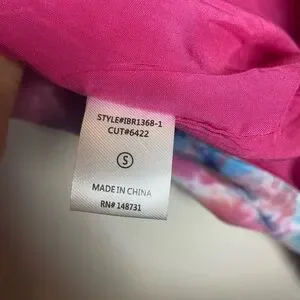 STYLE#IBR1368-1
CUT#6422
S
MADE IN CHINA
RN# 148731